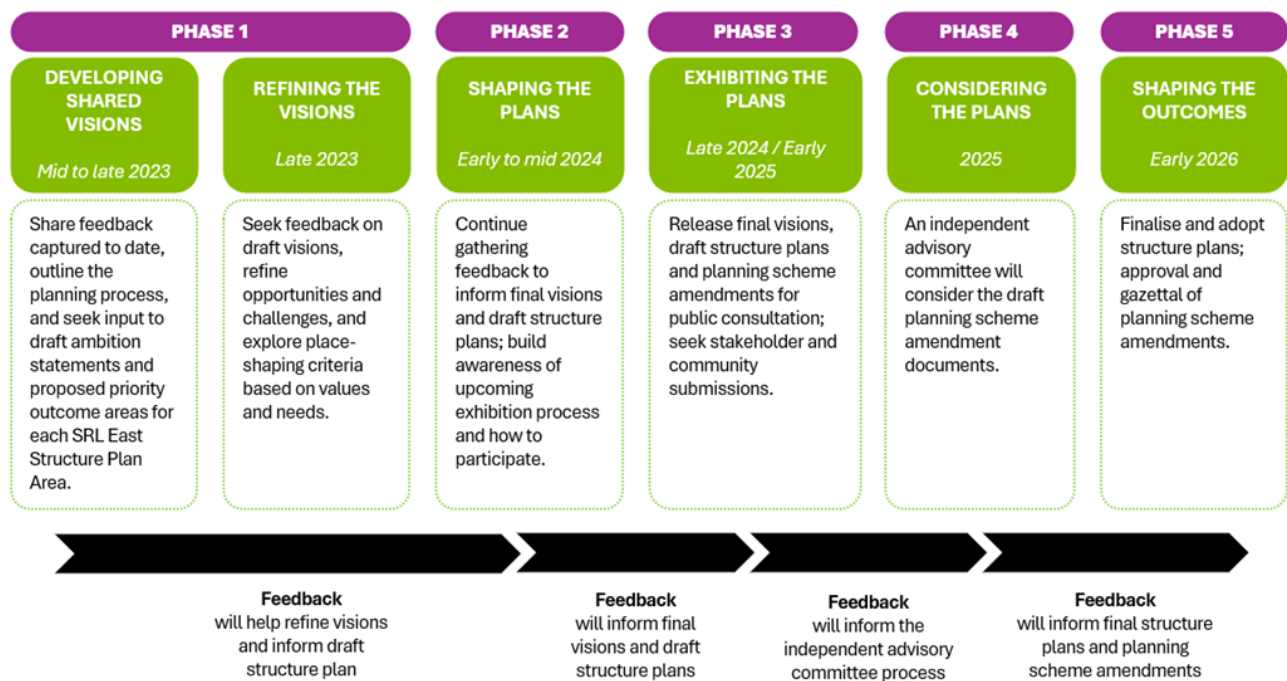 PHASE 1
PHASE 2
PHASE 3
PHASE 4
PHASE 5
DEVELOPING
SHARED
VISIONS
Mid to late 2023
REFINING THE
VISIONS
Late 2023
SHAPING THE
PLANS
Early to mid 2024
EXHIBITING THE
PLANS
Late 2024 / Early
2025
CONSIDERING
THE PLANS
2025
SHAPING THE
OUTCOMES
Early 2026
Share feedback
captured to date,
outline the
planning process,
and seek input to
draft ambition
statements and
proposed priority
outcome areas for
each SRL East
Structure Plan
Area.
Seek feedback on
draft visions,
refine
opportunities and
challenges, and
explore place-
shaping criteria
based on values
and needs.
Continue
gathering
feedback to
inform final visions
and draft structure
plans; build
awareness of
upcoming
exhibition process
and how to
participate.
Release final visions,
draft structure plans
and planning scheme
amendments for
public consultation;
seek stakeholder and
community
submissions.
An independent
advisory
committee will
consider the draft
planning scheme
amendment
documents.
Finalise and adopt
structure plans;
approval and
gazettal of
planning scheme
amendments.
Feedback
will help refine visions
and inform draft
structure plan
Feedback
will inform final
visions and draft
structure plans
Feedback
will inform the
independent advisory
committee process
Feedback
will inform final structure
plans and planning
scheme amendments